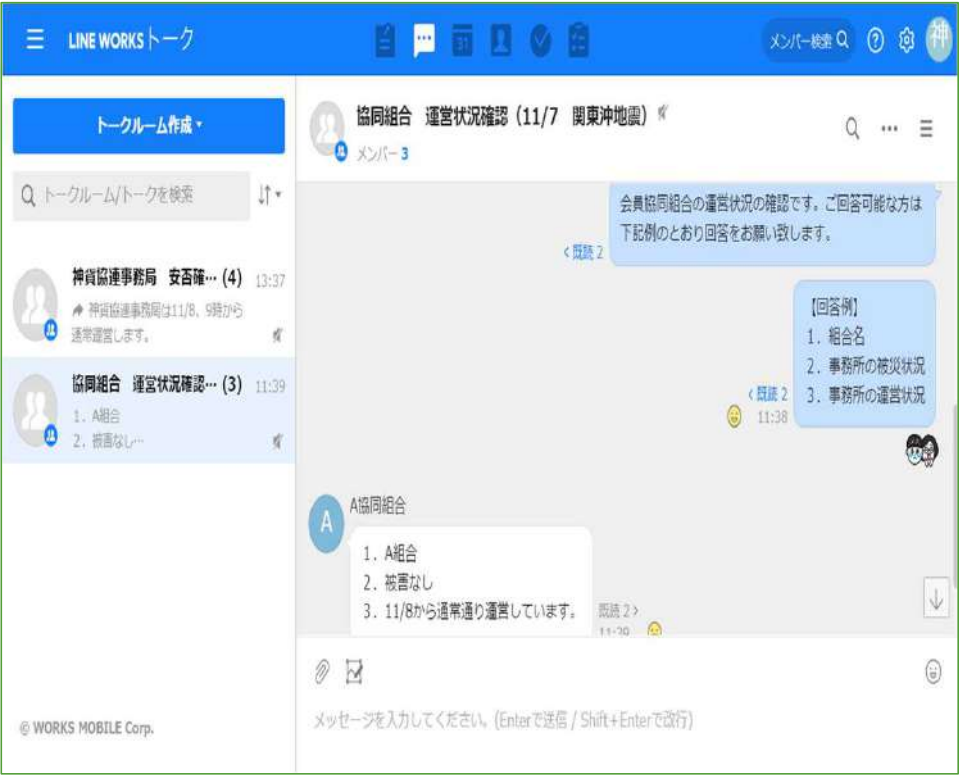 LINE WORKS トーク
31
メンバー検索
神
トークルーム作成
トークルーム/トークを検索
神貨協連事務局 安否確… (4) 13:37
神貨協連事務局は11/8、9時から
通常運営します。
協同組合 運営状況確認… (3) 11:39
1. A組合
2. 被害なし…
© WORKS MOBILE Corp.
協同組合 運営状況確認（11/7 関東沖地震）
メンバー 3
会員協同組合の運営状況の確認です。ご回答可能な方は
下記例のとおり回答をお願い致します。
< 既読 2
【回答例】
1. 組合名
2. 事務所の被災状況
3. 事務所の運営状況
< 既読 2
11:38
A
A協同組合
1. A組合
2. 被害なし
3. 11/8から通常通り運営しています。
既読 2 >
11:39
メッセージを入力してください。(Enterで送信 / Shift+Enterで改行)